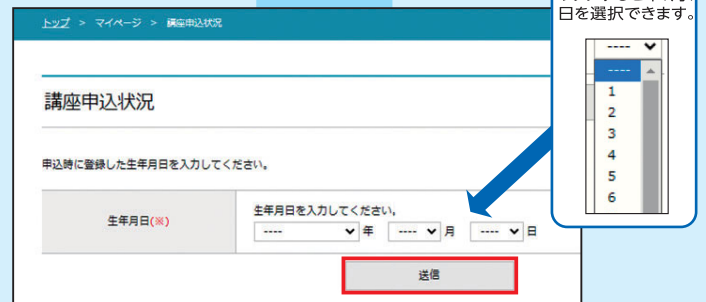 トップ > マイページ > 講座申込状況
講座申込状況
申込時に登録した生年月日を入力してください。
生年月日(※)
生年月日を入力してください。
---- 年 ---- 月 ---- 日
送信
日を選択できます。
----
----
1
2
3
4
5
6